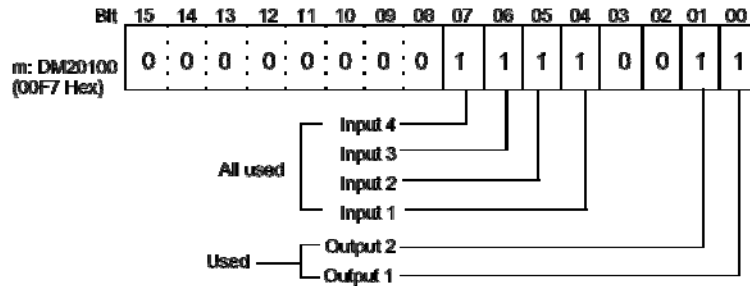 Bit 15 14 13 12 11 10 09 08 07 06 05 04 03 02 01 00
m: DM20100 0 0 0 0 0 0 0 0 1 1 1 1 0 0 1 1
(00F7 Hex)
Input 4
Input 3
All used
Input 2
Input 1
Output 2
Used
Output 1